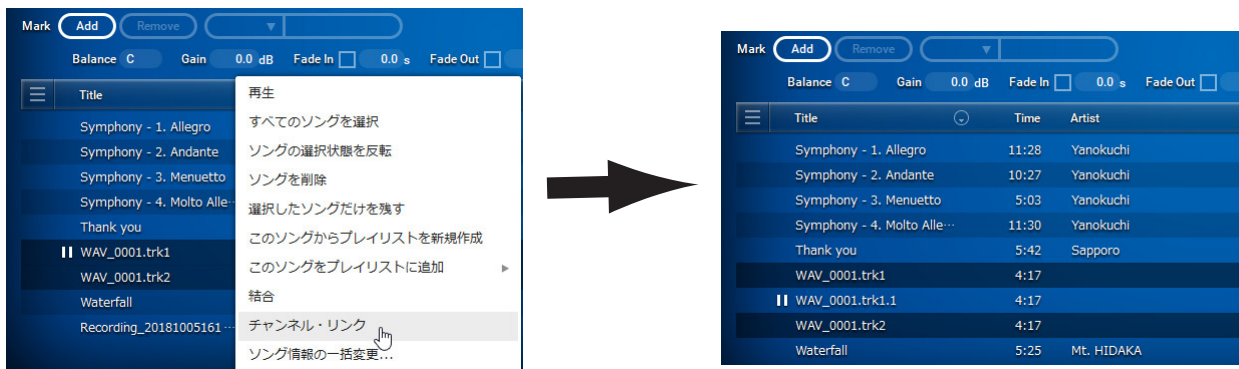 Mark Add Remove
Balance C Gain 0.0 dB Fade In 0.0 s Fade Out
Title
Symphony - 1. Allegro
Symphony - 2. Andante
Symphony - 3. Menuetto
Symphony - 4. Molto Alle…
Thank you
WAV_0001.trk1
WAV_0001.trk2
Waterfall
Recording_20181005161…
再生
すべてのソングを選択
ソングの選択状態を反転
ソングを削除
選択したソングだけを残す
このソングからプレイリストを新規作成
このソングをプレイリストに追加
結合
チャンネル・リンク
ソング情報の一括変更...
Mark Add Remove
Balance C Gain 0.0 dB Fade In 0.0 s Fade Out
Title Time Artist
Symphony - 1. Allegro 11:28 Yanokuchi
Symphony - 2. Andante 10:27 Yanokuchi
Symphony - 3. Menuetto 5:03 Yanokuchi
Symphony - 4. Molto Alle… 11:30 Yanokuchi
Thank you 5:42 Sapporo
WAV_0001.trk1 4:17
WAV_0001.trk1.1 4:17
WAV_0001.trk2 4:17
Waterfall 5:25 Mt. HIDAKA